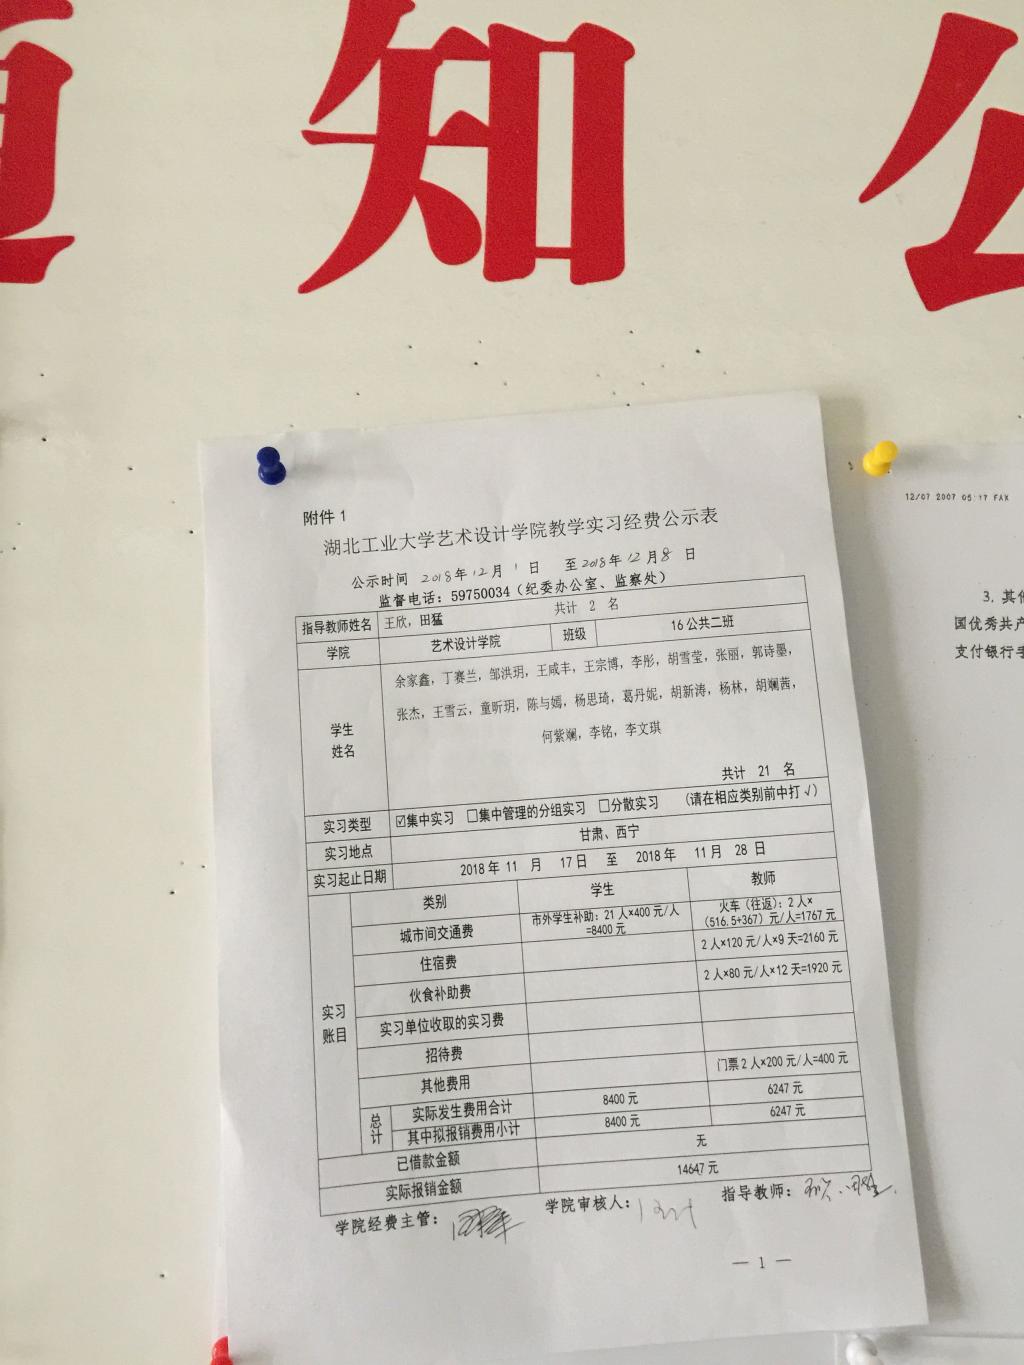 通知公
12/07 2007 05:17 FAX
3. 其他
国优秀共产
支付银行手
附件 1
湖北工业大学艺术设计学院教学实习经费公示表
公示时间 2018年12月1日 至2018年12月8日
监督电话：59750034（纪委办公室、监察处）
指导教师姓名 王欣，田猛 共计 2 名
学院 艺术设计学院 班级 16公共二班
学生姓名
余家鑫，丁赛兰，邹洪玥，王咸丰，王宗博，李彤，胡雪莹，张丽，郭诗墨，
张杰，王雪云，童昕玥，陈与嫣，杨思琦，葛丹妮，胡新涛，杨林，胡斓茜，
何紫斓，李铭，李文琪
共计 21 名
实习类型 ☑集中实习 □集中管理的分组实习 □分散实习 （请在相应类别前中打√）
实习地点 甘肃、西宁
实习起止日期 2018 年 11 月 17日 至 2018 年 11 月 28 日
实习账目
类别 学生 教师
城市间交通费 市外学生补助：21 人×400 元/人=8400 元 火车（往返）：2 人×（516.5+367）元/人=1767 元
住宿费 2 人×120 元/人×9 天=2160 元
伙食补助费 2 人×80 元/人×12 天=1920 元
实习单位收取的实习费
招待费
其他费用 门票 2 人×200 元/人=400 元
总计
实际发生费用合计 8400 元 6247 元
其中拟报销费用小计 8400 元 6247 元
已借款金额 无
实际报销金额 14647 元
学院经费主管： 学院审核人： 指导教师：
— 1 —